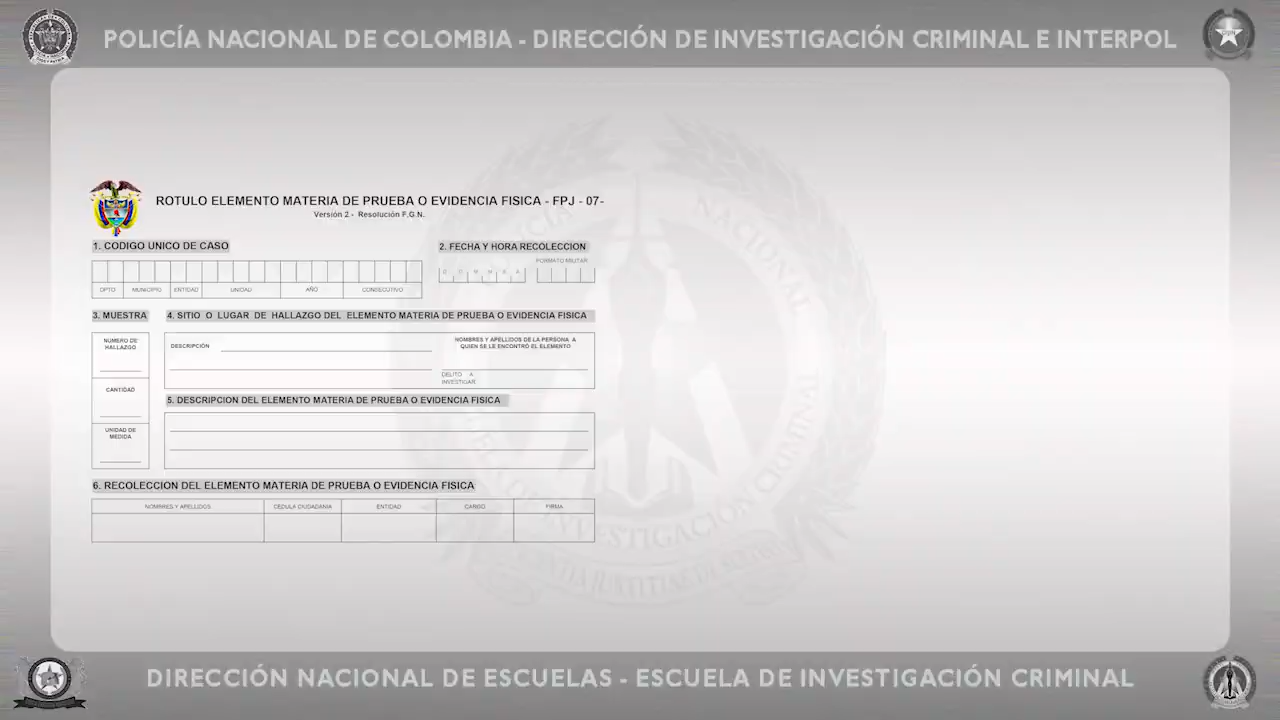 POLICÍA NACIONAL DE COLOMBIA - DIRECCIÓN DE INVESTIGACIÓN CRIMINAL E INTERPOL
ROTULO ELEMENTO MATERIA DE PRUEBA O EVIDENCIA FISICA - FPJ - 07-
Versión 2 - Resolución F.G.N.
1. CODIGO UNICO DE CASO
2. FECHA Y HORA RECOLECCION
FORMATO MILITAR
D D M M A A
DPTO MUNICIPIO ENTIDAD UNIDAD AÑO CONSECUTIVO
3. MUESTRA
4. SITIO O LUGAR DE HALLAZGO DEL ELEMENTO MATERIA DE PRUEBA O EVIDENCIA FISICA
NÚMERO DE HALLAZGO
DESCRIPCIÓN
NOMBRES Y APELLIDOS DE LA PERSONA A
QUIEN SE LE ENCONTRÓ EL ELEMENTO
DELITO A
INVESTIGAR
CANTIDAD
5. DESCRIPCION DEL ELEMENTO MATERIA DE PRUEBA O EVIDENCIA FISICA
UNIDAD DE
MEDIDA
6. RECOLECCION DEL ELEMENTO MATERIA DE PRUEBA O EVIDENCIA FISICA
NOMBRES Y APELLIDOS CEDULA CIUDADANIA ENTIDAD CARGO FIRMA
DIRECCIÓN NACIONAL DE ESCUELAS - ESCUELA DE INVESTIGACIÓN CRIMINAL